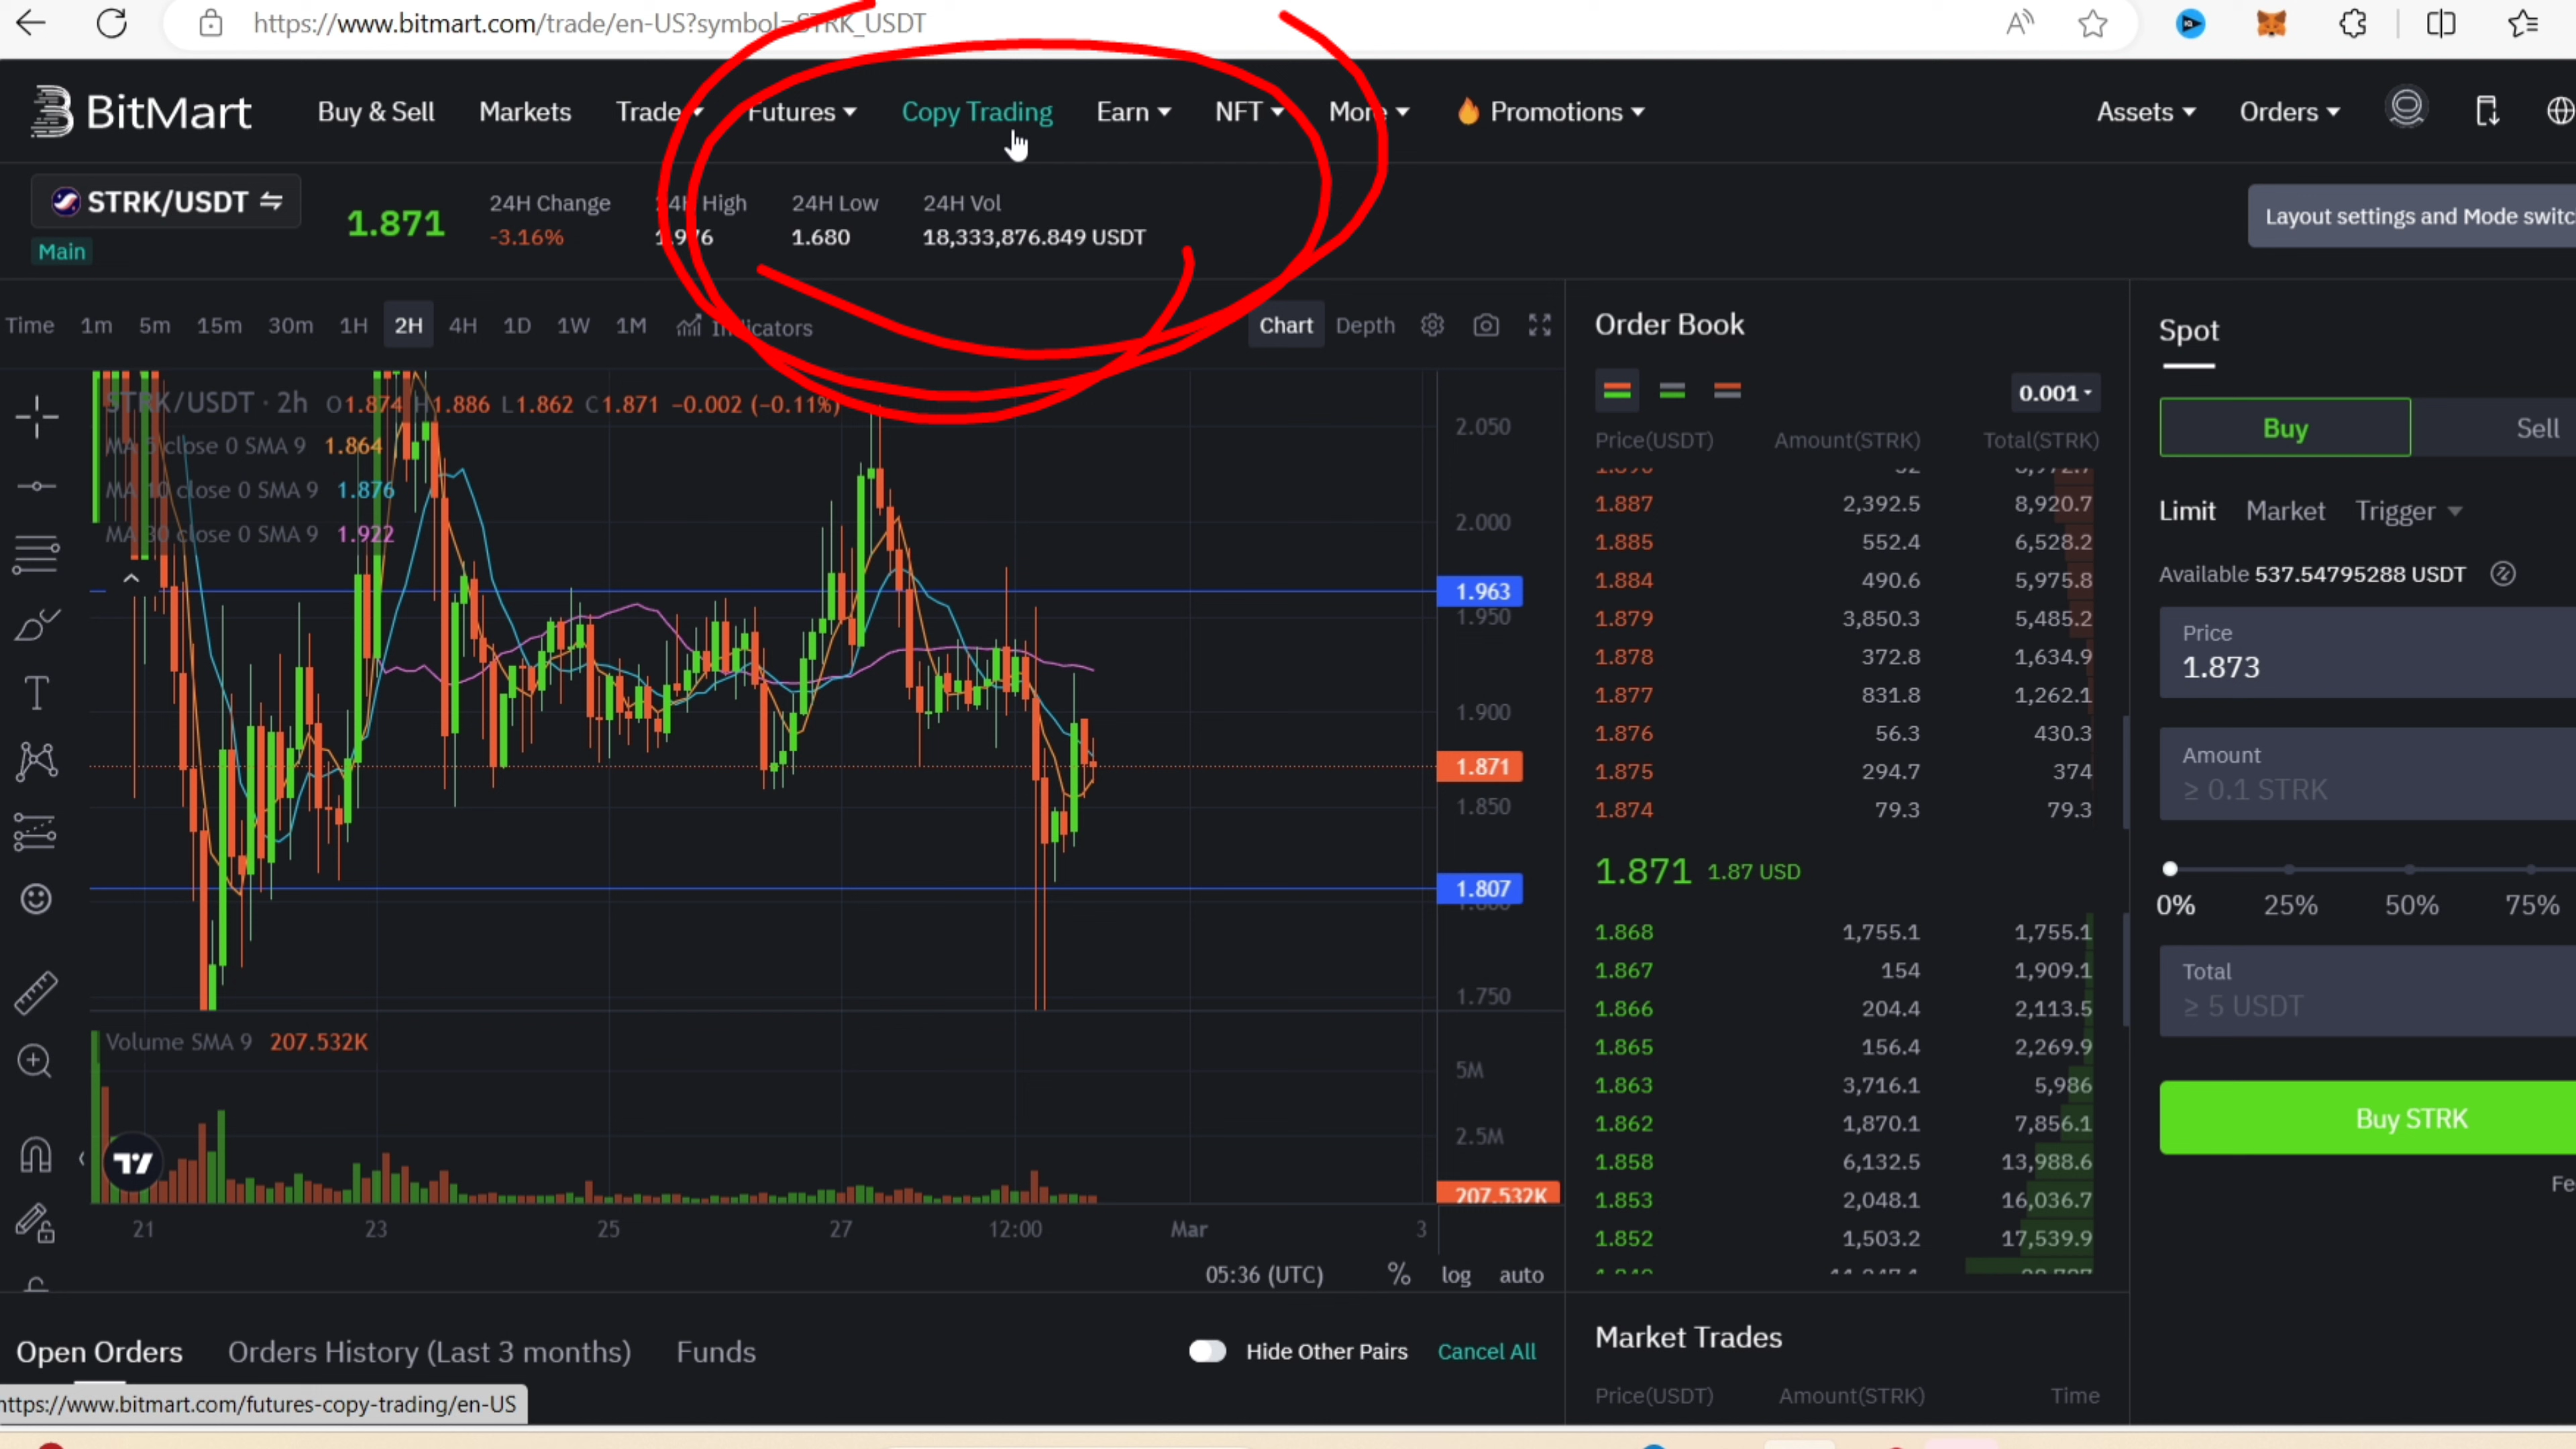 https://www.bitmart.com/trade/en-US?symbol=STRK_USDT
BitMart
Buy & Sell
Markets
Trade
Futures
Copy Trading
Earn
NFT
More
Promotions
Assets
Orders
STRK/USDT
Main
1.871
24H Change
-3.16%
24H High
1.976
24H Low
1.680
24H Vol
18,333,876.849 USDT
Layout settings and Mode switc
Time 1m 5m 15m 30m 1H 2H 4H 1D 1W 1M Indicators
Chart Depth
STRK/USDT · 2h O1.874 H1.886 L1.862 C1.871 −0.002 (−0.11%)
MA 5 close 0 SMA 9 1.864
MA 10 close 0 SMA 9 1.876
MA 30 close 0 SMA 9 1.922
2.050
2.000
1.963
1.950
1.900
1.871
1.850
1.807
1.750
Volume SMA 9 207.532K
5M
2.5M
207.532K
21 23 25 27 12:00 Mar 3
05:36 (UTC) % log auto
Order Book
0.001
Price(USDT) Amount(STRK) Total(STRK)
1.887 2,392.5 8,920.7
1.885 552.4 6,528.2
1.884 490.6 5,975.8
1.879 3,850.3 5,485.2
1.878 372.8 1,634.9
1.877 831.8 1,262.1
1.876 56.3 430.3
1.875 294.7 374
1.874 79.3 79.3
1.871 1.87 USD
1.868 1,755.1 1,755.1
1.867 154 1,909.1
1.866 204.4 2,113.5
1.865 156.4 2,269.9
1.863 3,716.1 5,986
1.862 1,870.1 7,856.1
1.858 6,132.5 13,988.6
1.853 2,048.1 16,036.7
1.852 1,503.2 17,539.9
Spot
Buy Sell
Limit Market Trigger
Available 537.54795288 USDT
Price
1.873
Amount
≥ 0.1 STRK
0% 25% 50% 75%
Total
≥ 5 USDT
Buy STRK
Fe
Open Orders Orders History (Last 3 months) Funds
Hide Other Pairs Cancel All
Market Trades
Price(USDT) Amount(STRK) Time
https://www.bitmart.com/futures-copy-trading/en-US